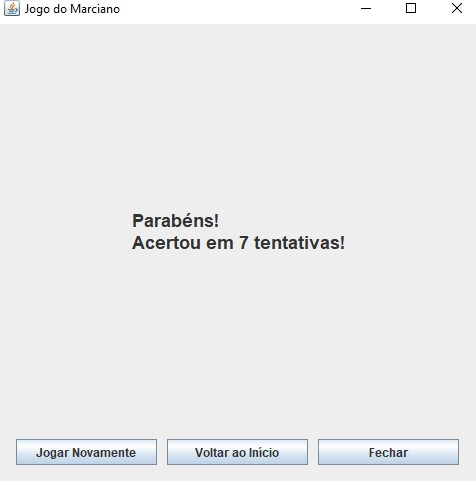 Jogo do Marciano
Parabéns!
Acertou em 7 tentativas!
Jogar Novamente
Voltar ao Início
Fechar